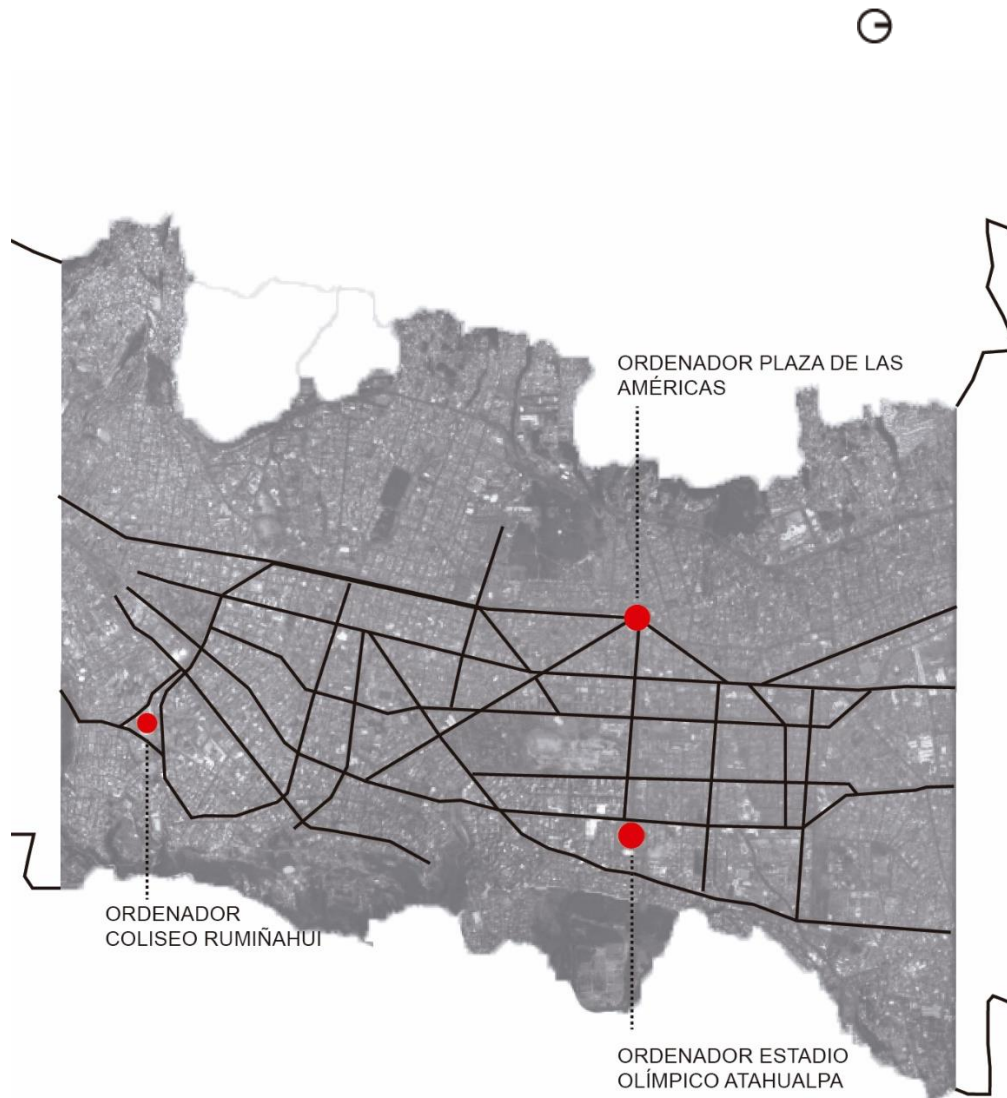 ORDENADOR PLAZA DE LAS
AMÉRICAS
ORDENADOR
COLISEO RUMIÑAHUI
ORDENADOR ESTADIO
OLÍMPICO ATAHUALPA